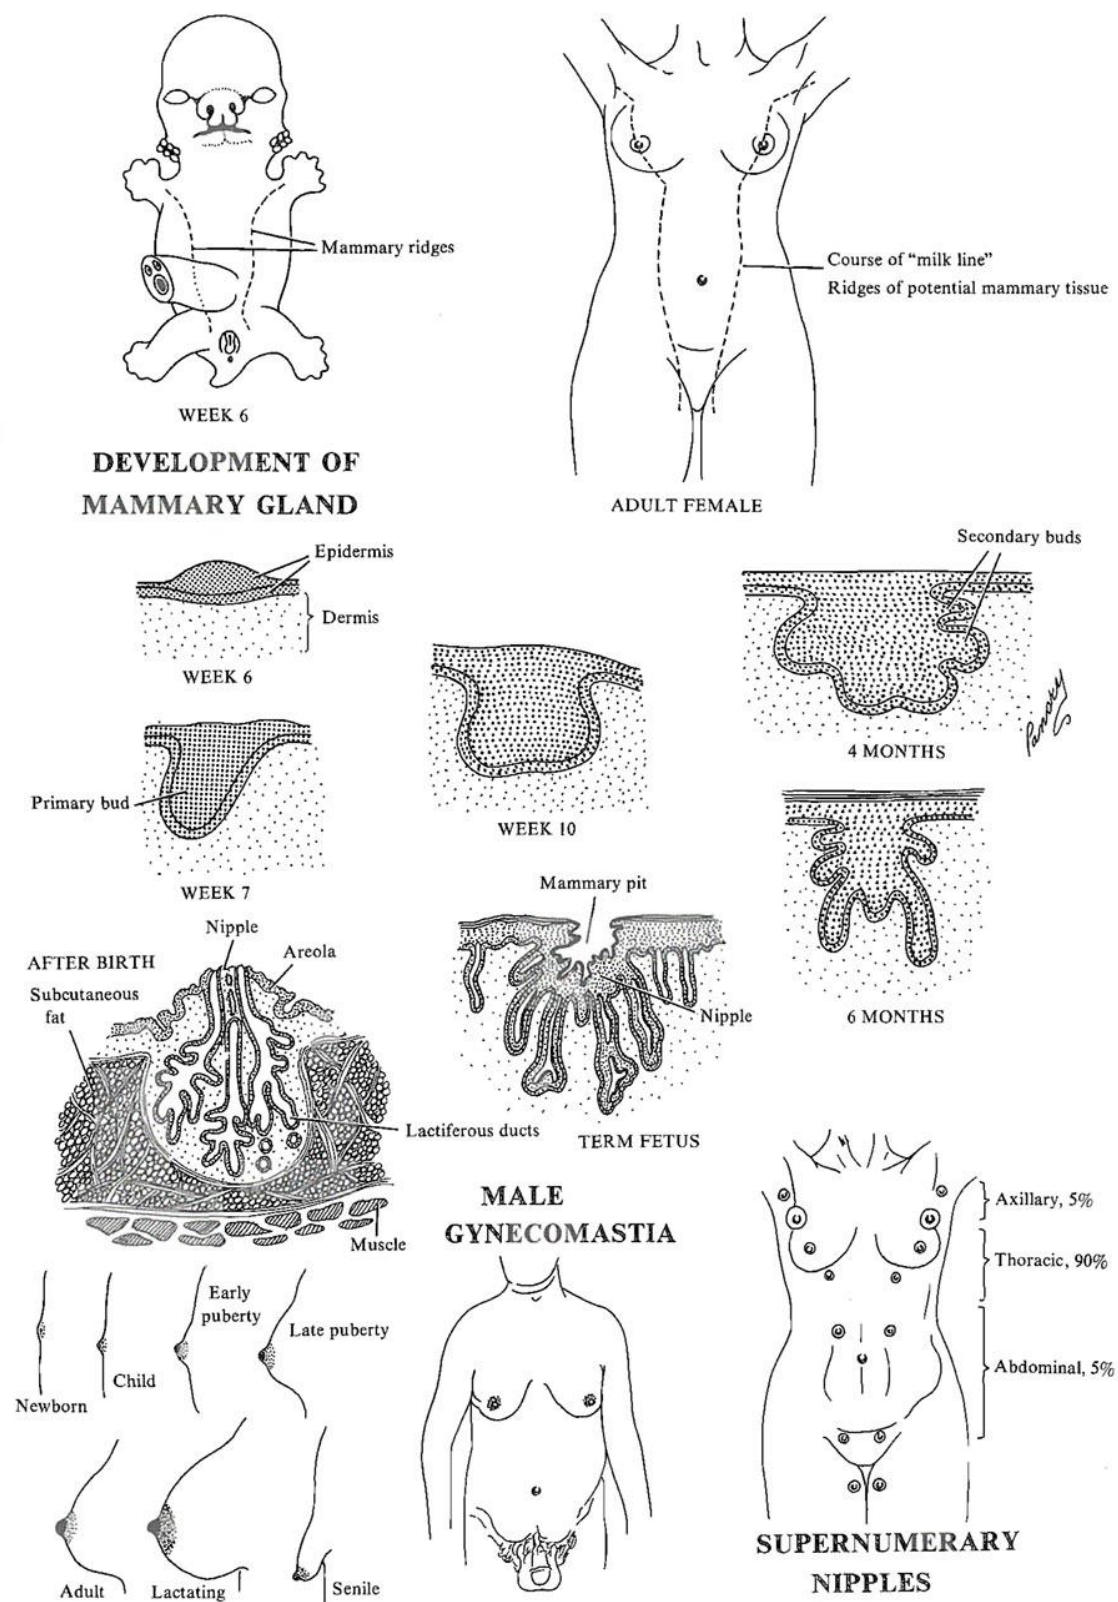 Mammary ridges
WEEK 6
Course of “milk line”
Ridges of potential mammary tissue
ADULT FEMALE
DEVELOPMENT OF
MAMMARY GLAND
Epidermis
Dermis
WEEK 6
Primary bud
WEEK 7
WEEK 10
Secondary buds
4 MONTHS
Pansky
6 MONTHS
Mammary pit
Nipple
TERM FETUS
AFTER BIRTH
Nipple
Areola
Subcutaneous
fat
Lactiferous ducts
Muscle
Newborn
Child
Early
puberty
Late puberty
Adult
Lactating
Senile
MALE
GYNECOMASTIA
Axillary, 5%
Thoracic, 90%
Abdominal, 5%
SUPERNUMERARY
NIPPLES